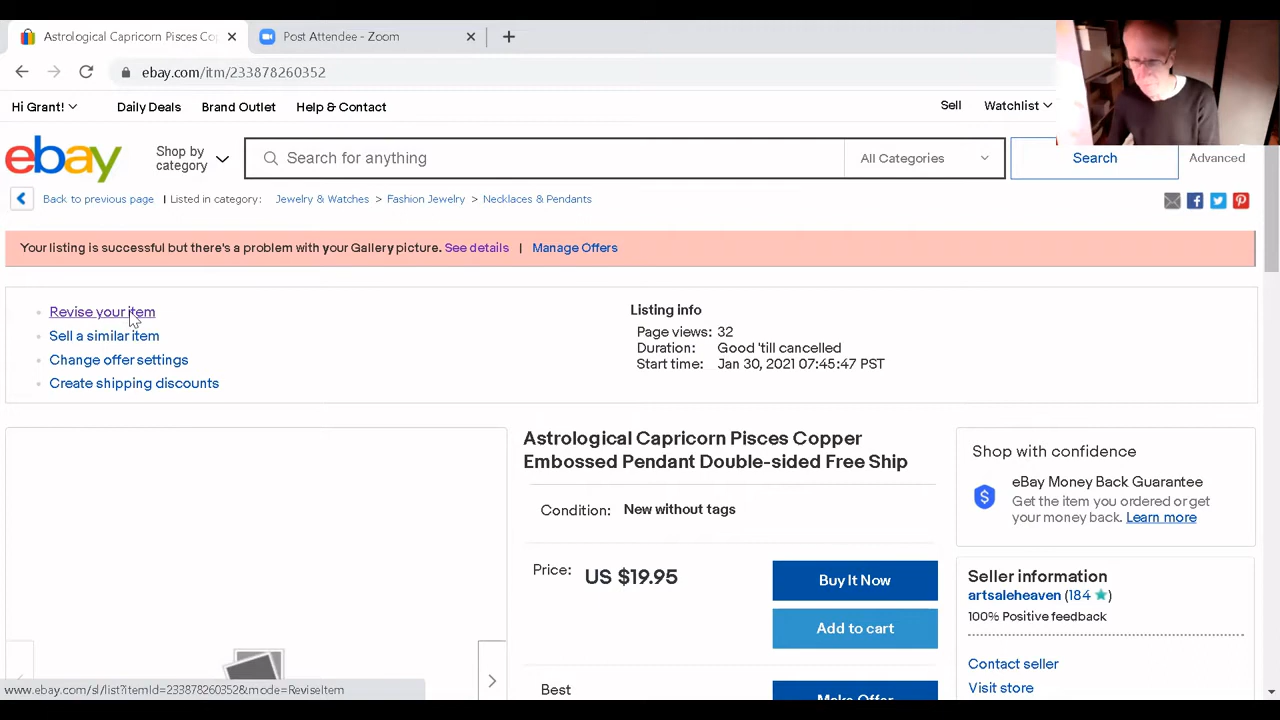 Astrological Capricorn Pisces Co
Post Attendee - Zoom
ebay.com/itm/233878260352
Hi Grant!
Daily Deals
Brand Outlet
Help & Contact
Sell
Watchlist
ebay
Shop by category
Search for anything
All Categories
Search
Advanced
Back to previous page | Listed in category: Jewelry & Watches > Fashion Jewelry > Necklaces & Pendants
Your listing is successful but there's a problem with your Gallery picture. See details | Manage Offers
Revise your item
Sell a similar item
Change offer settings
Create shipping discounts
Listing info
Page views: 32
Duration: Good 'till cancelled
Start time: Jan 30, 2021 07:45:47 PST
Astrological Capricorn Pisces Copper
Embossed Pendant Double-sided Free Ship
Condition: New without tags
Price: US $19.95
Buy It Now
Add to cart
Best
Make Offer
Shop with confidence
eBay Money Back Guarantee
Get the item you ordered or get
your money back. Learn more
Seller information
artsaleheaven (184 ★)
100% Positive feedback
Contact seller
Visit store
www.ebay.com/sl/list?itemId=233878260352&mode=ReviseItem